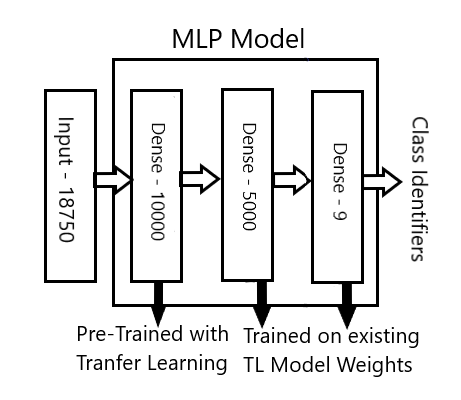 MLP Model
Input - 18750
Dense - 10000
Dense - 5000
Dense - 9
Class Identifiers
Pre-Trained with
Tranfer Learning
Trained on existing
TL Model Weights